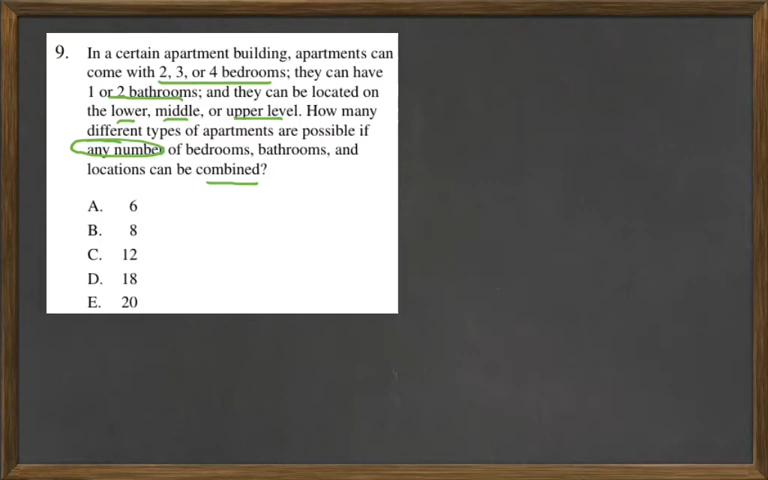 9. In a certain apartment building, apartments can
come with 2, 3, or 4 bedrooms; they can have
1 or 2 bathrooms; and they can be located on
the lower, middle, or upper level. How many
different types of apartments are possible if
any number of bedrooms, bathrooms, and
locations can be combined?
A. 6
B. 8
C. 12
D. 18
E. 20